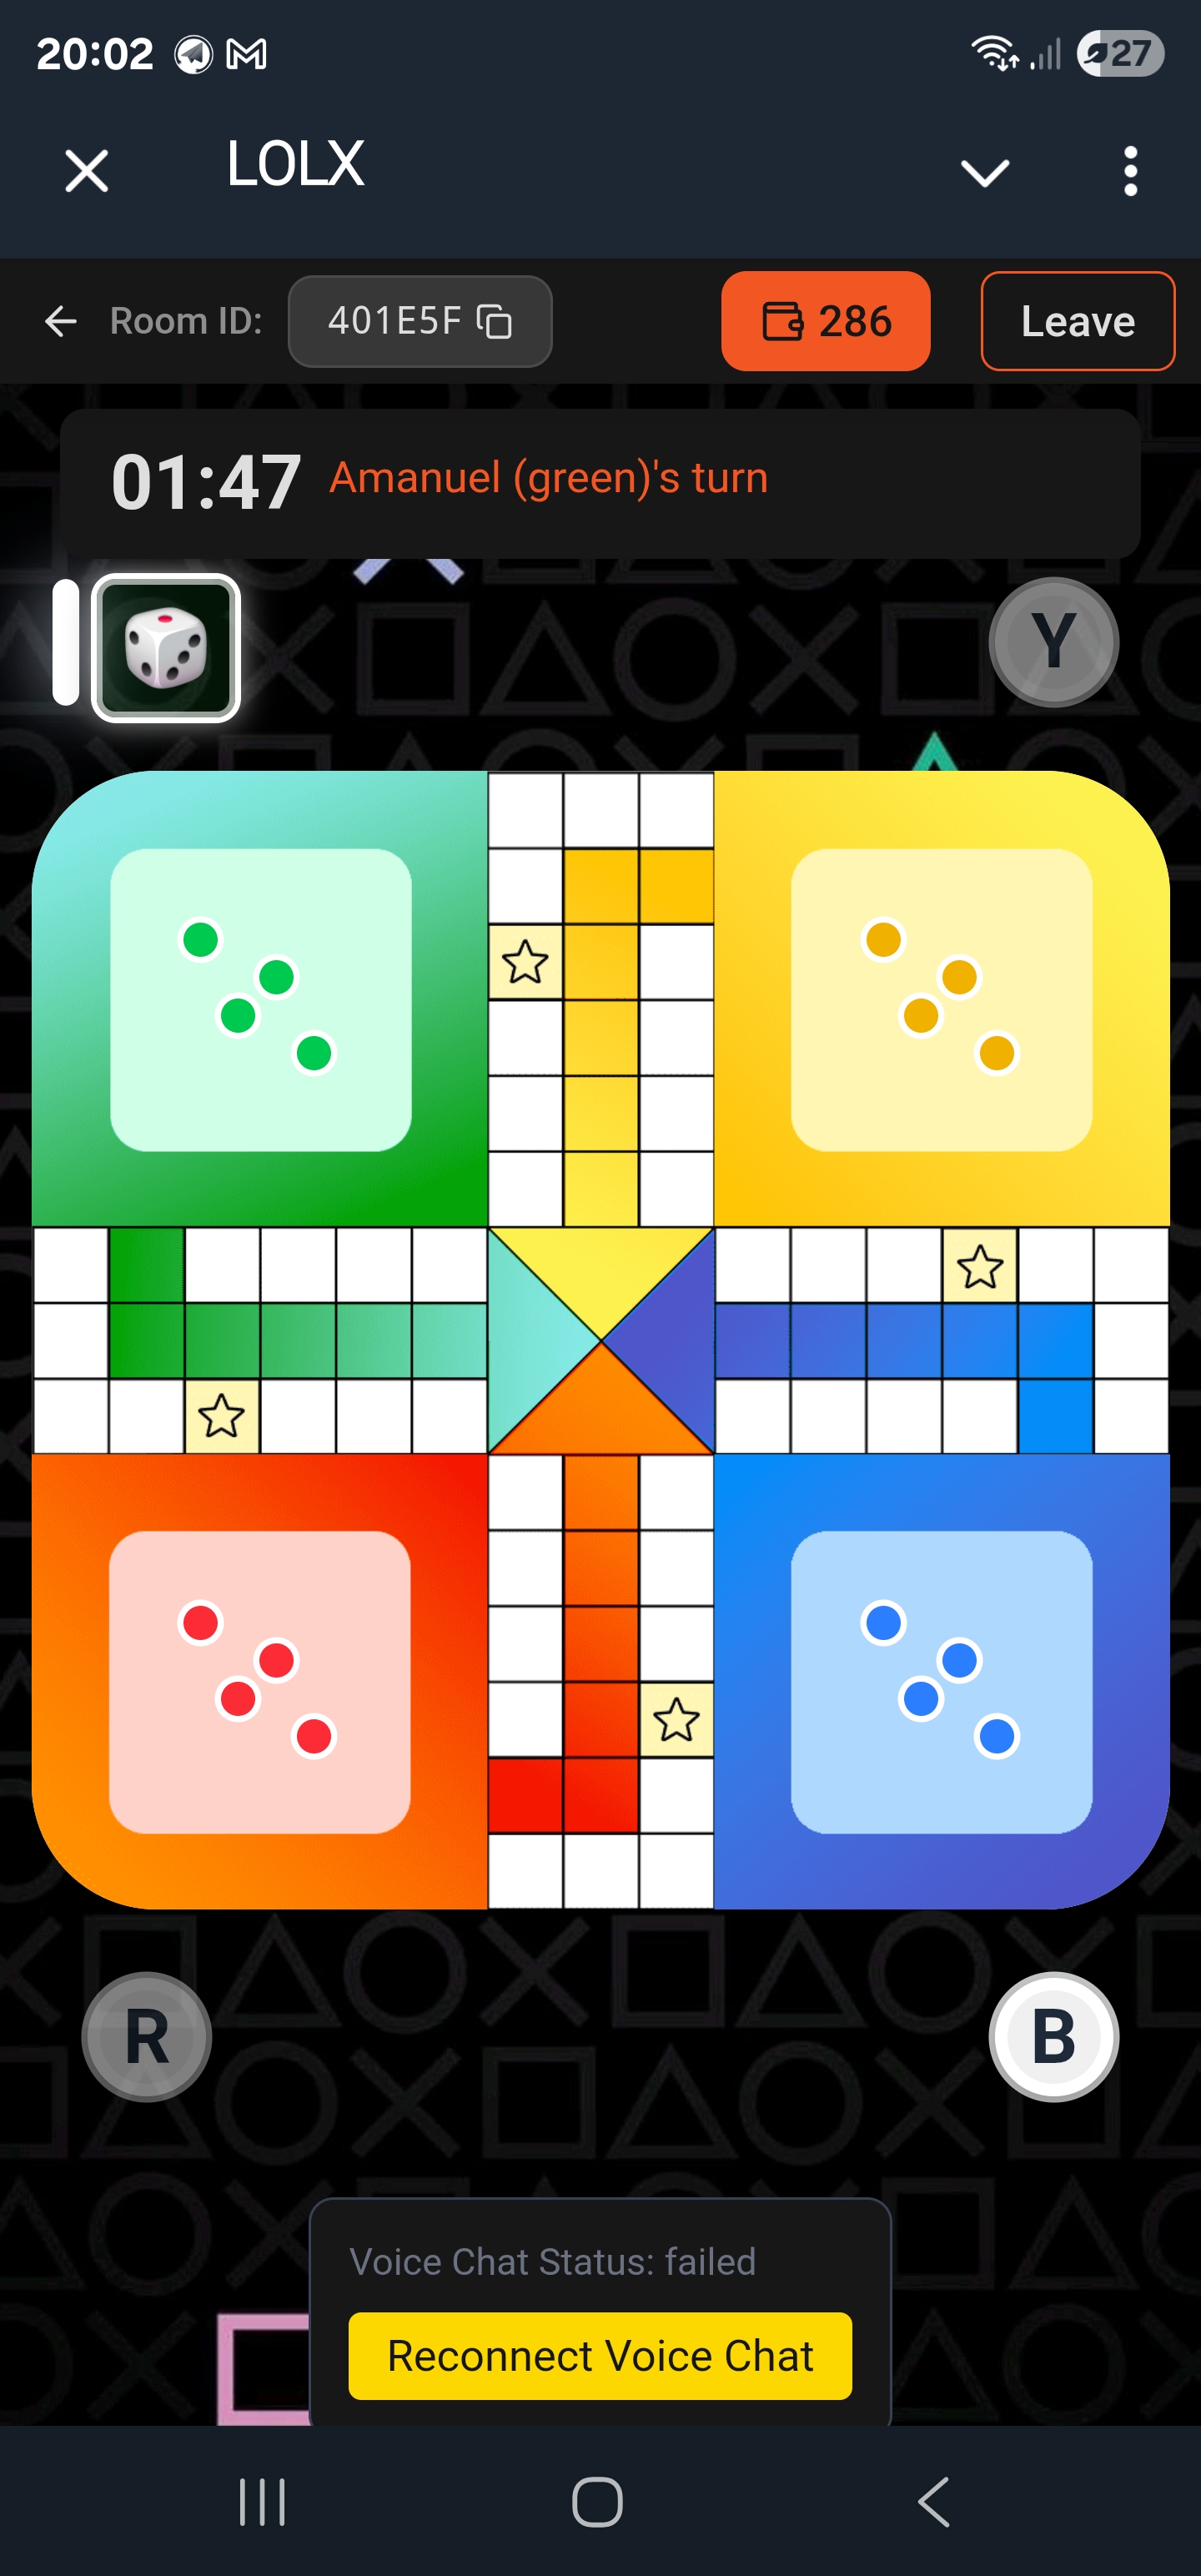 20:02
27
LOLX
Room ID: 401E5F 286 Leave
01:47 Amanuel (green)'s turn
Y
R
B
Voice Chat Status: failed
Reconnect Voice Chat